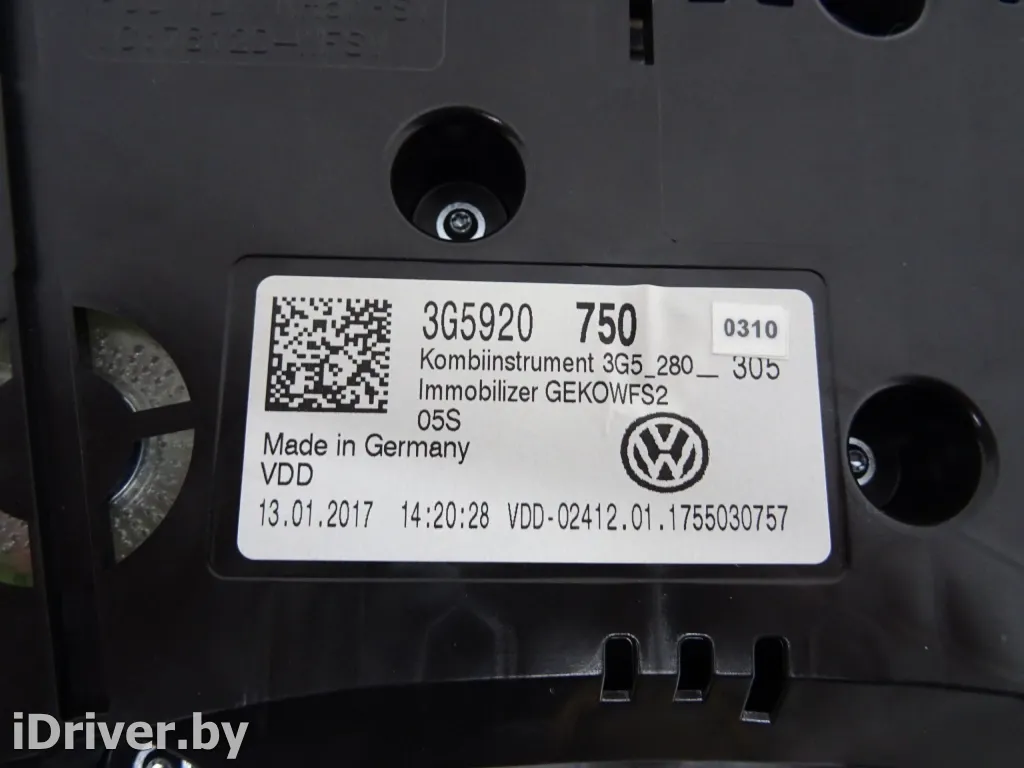 3G5920 750
0310
Kombiinstrument 3G5_280__ 305
Immobilizer GEKOWFS2
05S
Made in Germany
VDD
13.01.2017 14:20:28 VDD-02412.01.1755030757
iDriver.by